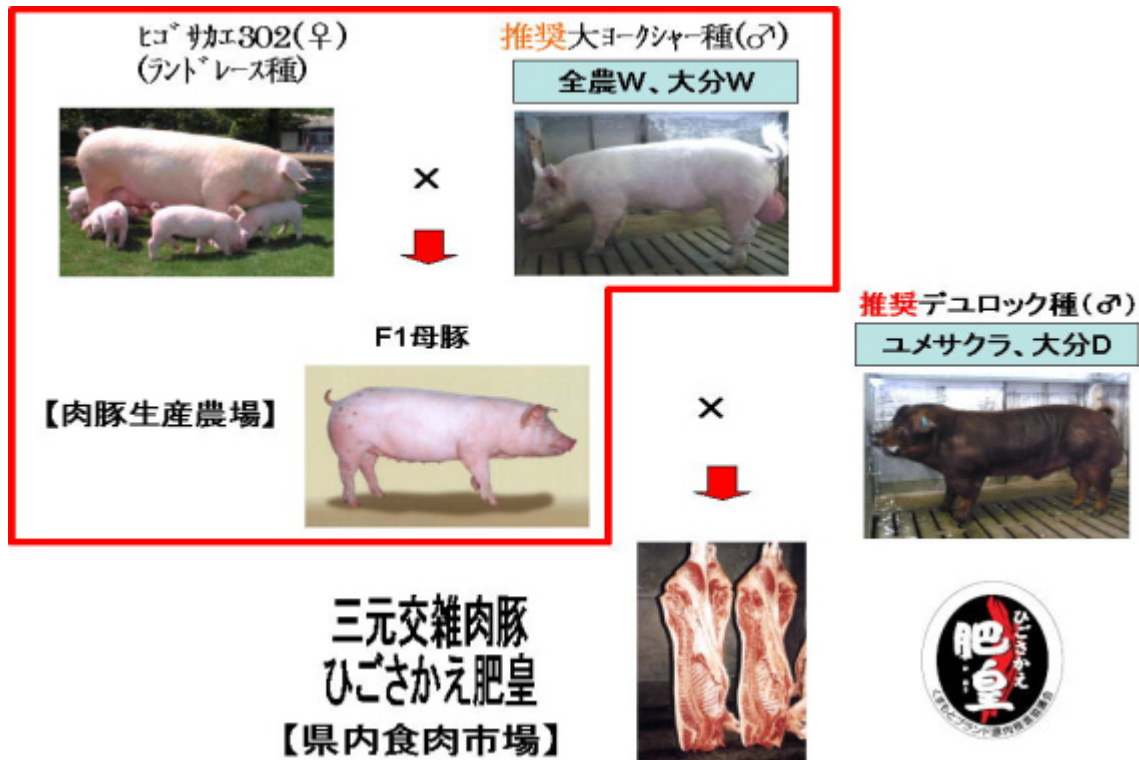 ﾋｺﾞｻｶｴ302(♀)
(ﾗﾝﾄﾞﾚｰｽ種)
推奨大ﾖｰｸｼｬｰ種(♂)
全農W、大分W
×
F1母豚
【肉豚生産農場】
推奨デュロック種(♂)
ユメサクラ、大分D
×
三元交雑肉豚
ひごさかえ肥皇
【県内食肉市場】
ひごさかえ
肥皇